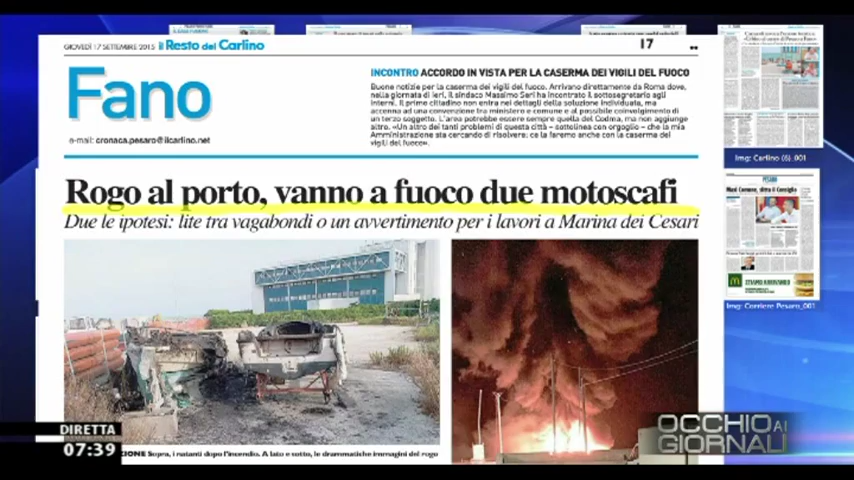 GIOVEDÌ 17 SETTEMBRE 2015 il Resto del Carlino
17
Fano
e-mail: cronaca.pesaro@ilcarlino.net
INCONTRO ACCORDO IN VISTA PER LA CASERMA DEI VIGILI DEL FUOCO
Buone notizie per la caserma dei vigili del fuoco. Arrivano direttamente da Roma dove,
nella giornata di ieri, il sindaco Massimo Seri ha incontrato il sottosegretario agli
interni. Il prime cittadino non entra nei dettagli della soluzione individuata, ma
accenna ad una convenzione tra ministero e comune e al possibile coinvolgimento di
un terzo soggetto. L'area potrebbe essere sempre quella del Codma, ma non aggiunge
altro. «Un altro dei tanti problemi di questa città – sottolinea con orgoglio – che la mia
Amministrazione sta cercando di risolvere: ce la faremo anche con la caserma dei
vigili del fuoco».
Rogo al porto, vanno a fuoco due motoscafi
Due le ipotesi: lite tra vagabondi o un avvertimento per i lavori a Marina dei Cesari
ZIONE Sopra, i natanti dopo l'incendio. A lato e sotto, le drammatiche immagini del rogo
Img: Carlino (6)_001
PESARO
Maxi Comune, ditta il Consiglio
Img: Corriere Pesaro_001
DIRETTA
07:39
OCCHIO AI
GIORNALI